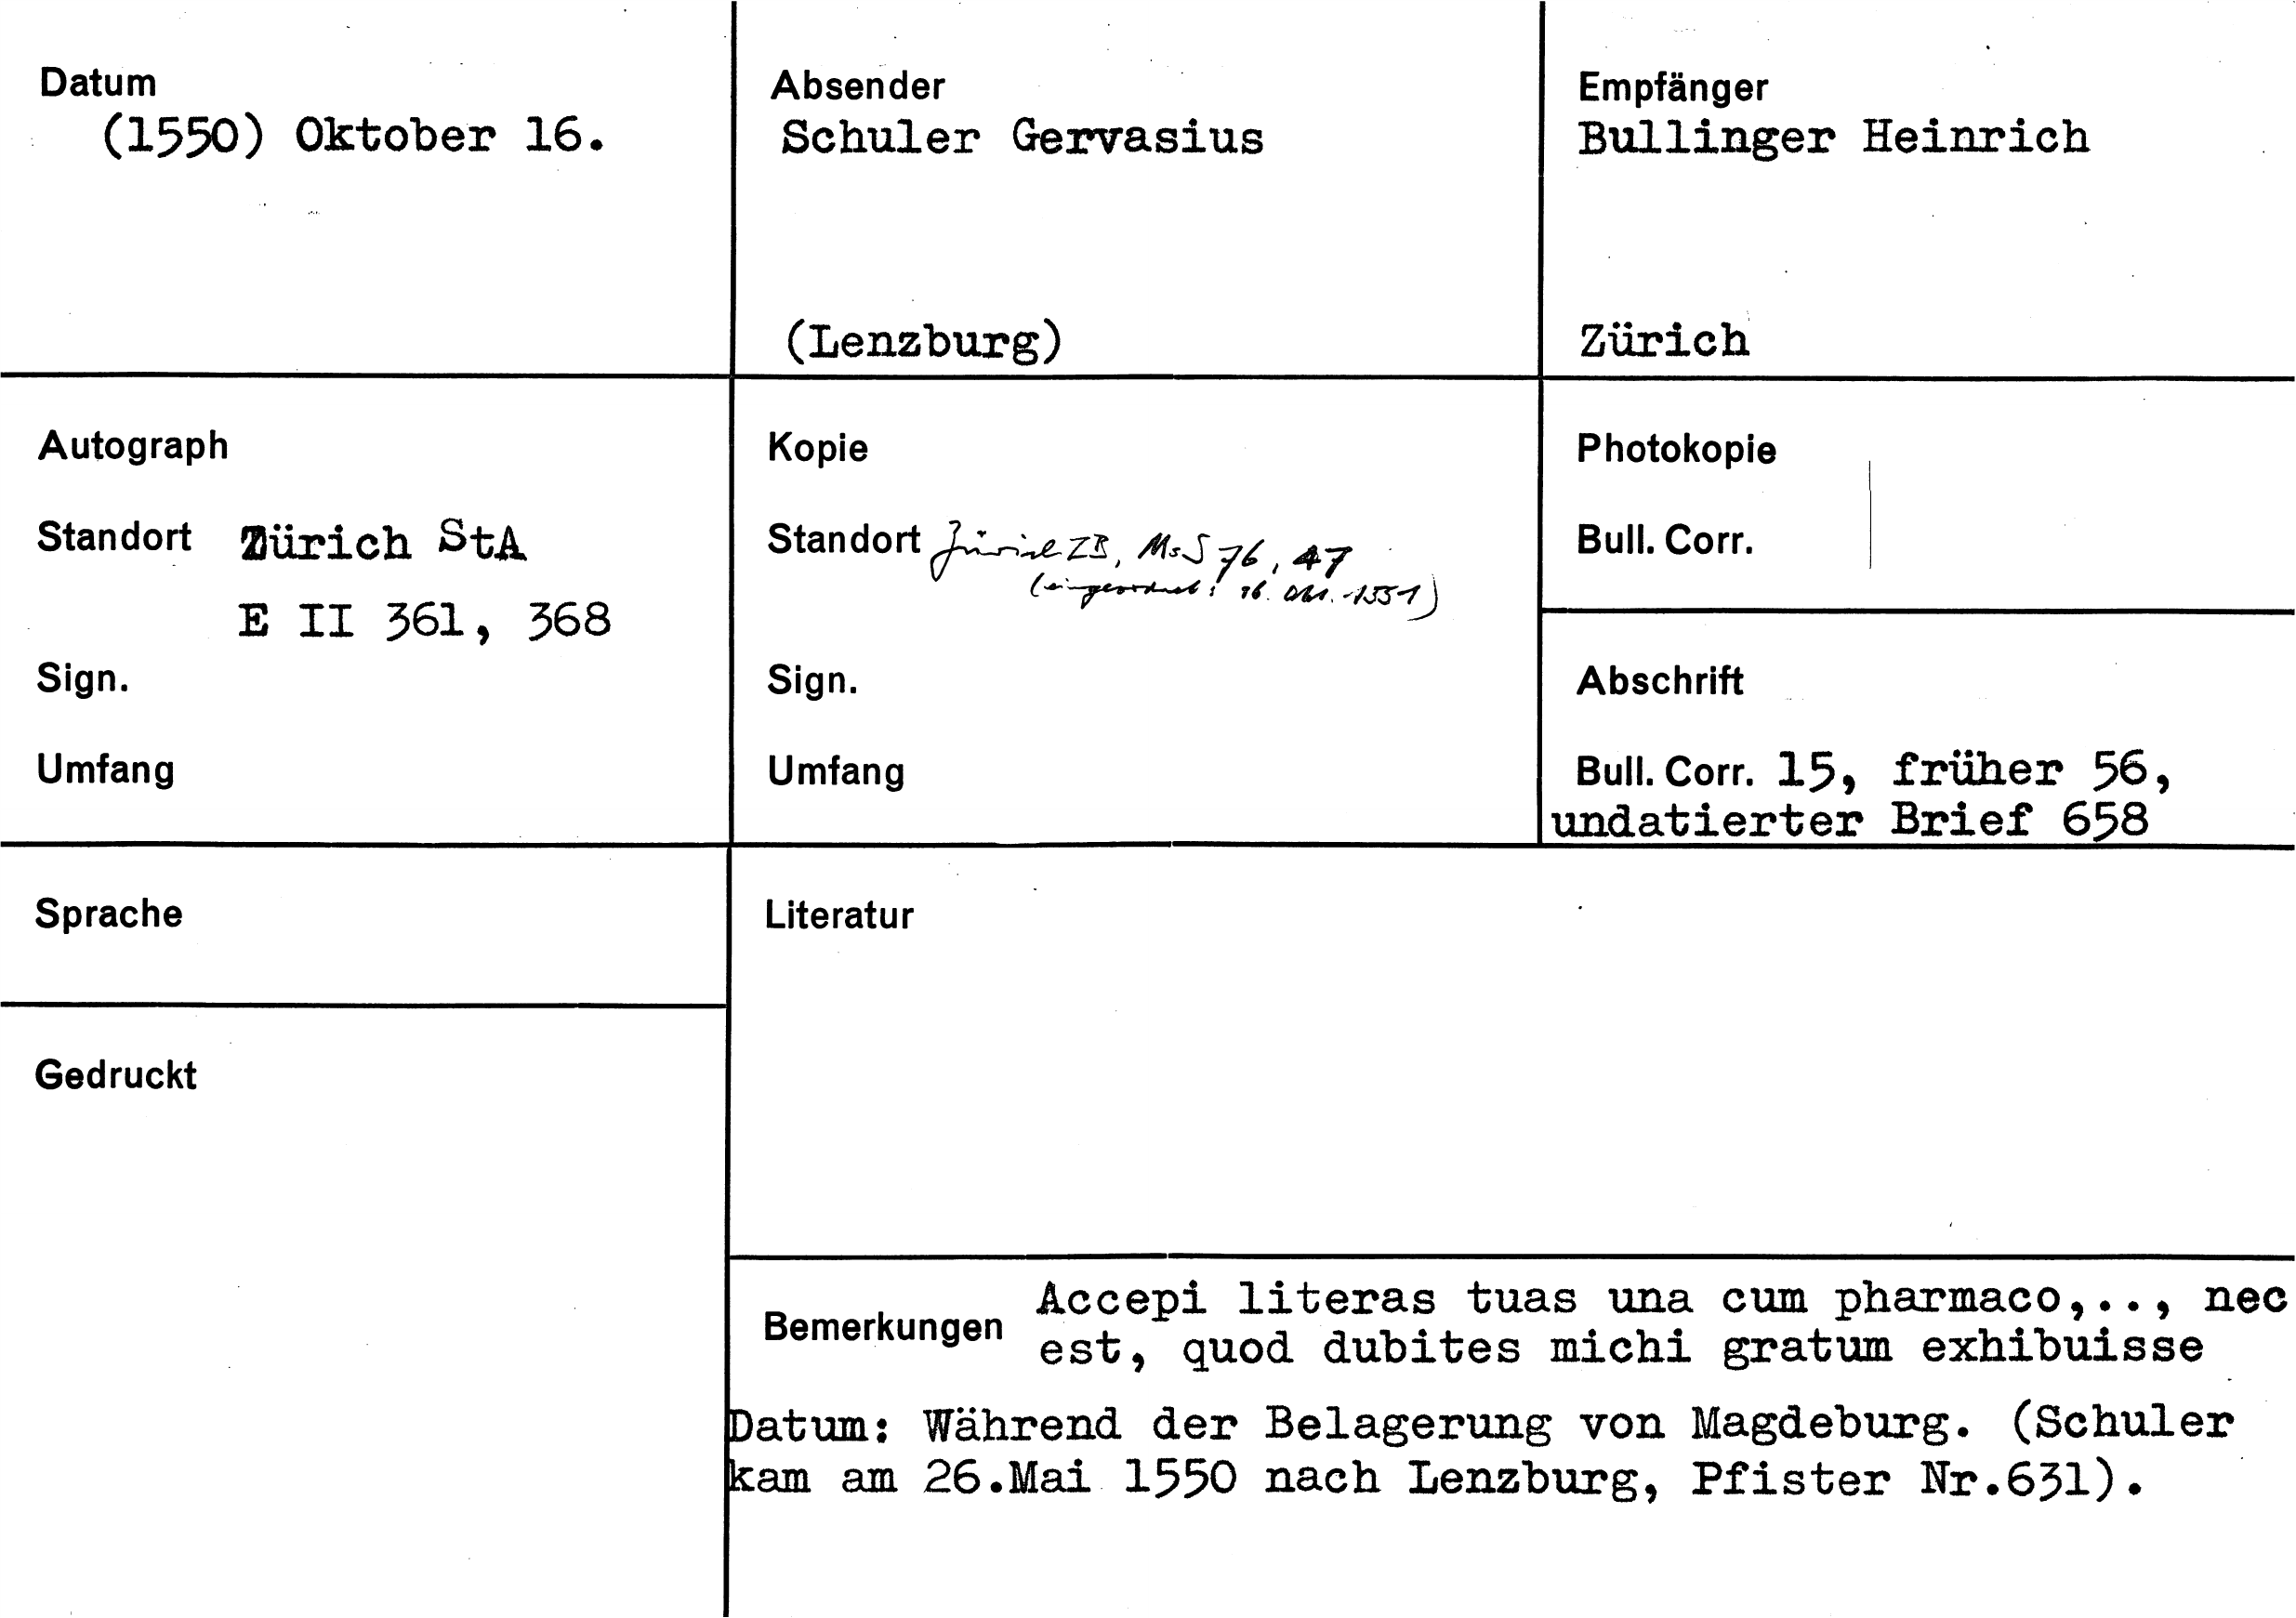 Datum
(1550) Oktober 16.
Absender
Schuler Gervasius
(Lenzburg)
Empfänger
Bullinger Heinrich
Zürich
Autograph
Standort Zürich StA
E II 361, 368
Sign.
Umfang
Kopie
Standort Zürich ZB, Ms S 76, 47
(eingeordnet: 16. Okt. 1551)
Sign.
Umfang
Photokopie
Bull. Corr.
Abschrift
Bull. Corr. 15, früher 56,
undatierter Brief 658
Sprache
Gedruckt
Literatur
Bemerkungen Accepi literas tuas una cum pharmaco,.., nec
est, quod dubites michi gratum exhibuisse
Datum: Während der Belagerung von Magdeburg. (Schuler
kam am 26.Mai 1550 nach Lenzburg, Pfister Nr.631).